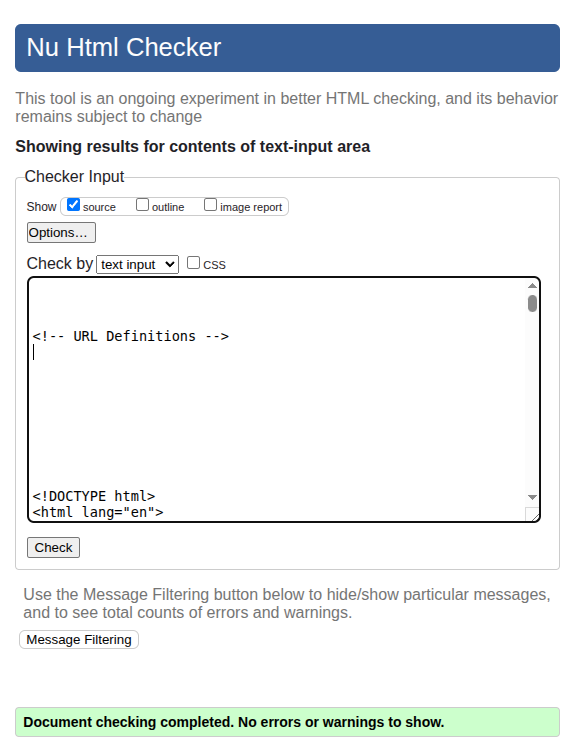 Nu Html Checker
This tool is an ongoing experiment in better HTML checking, and its behavior
remains subject to change
Showing results for contents of text-input area
Checker Input
Show source outline image report
Options...
Check by text input CSS
<!-- URL Definitions -->
<!DOCTYPE html>
<html lang="en">
Check
Use the Message Filtering button below to hide/show particular messages,
and to see total counts of errors and warnings.
Message Filtering
Document checking completed. No errors or warnings to show.